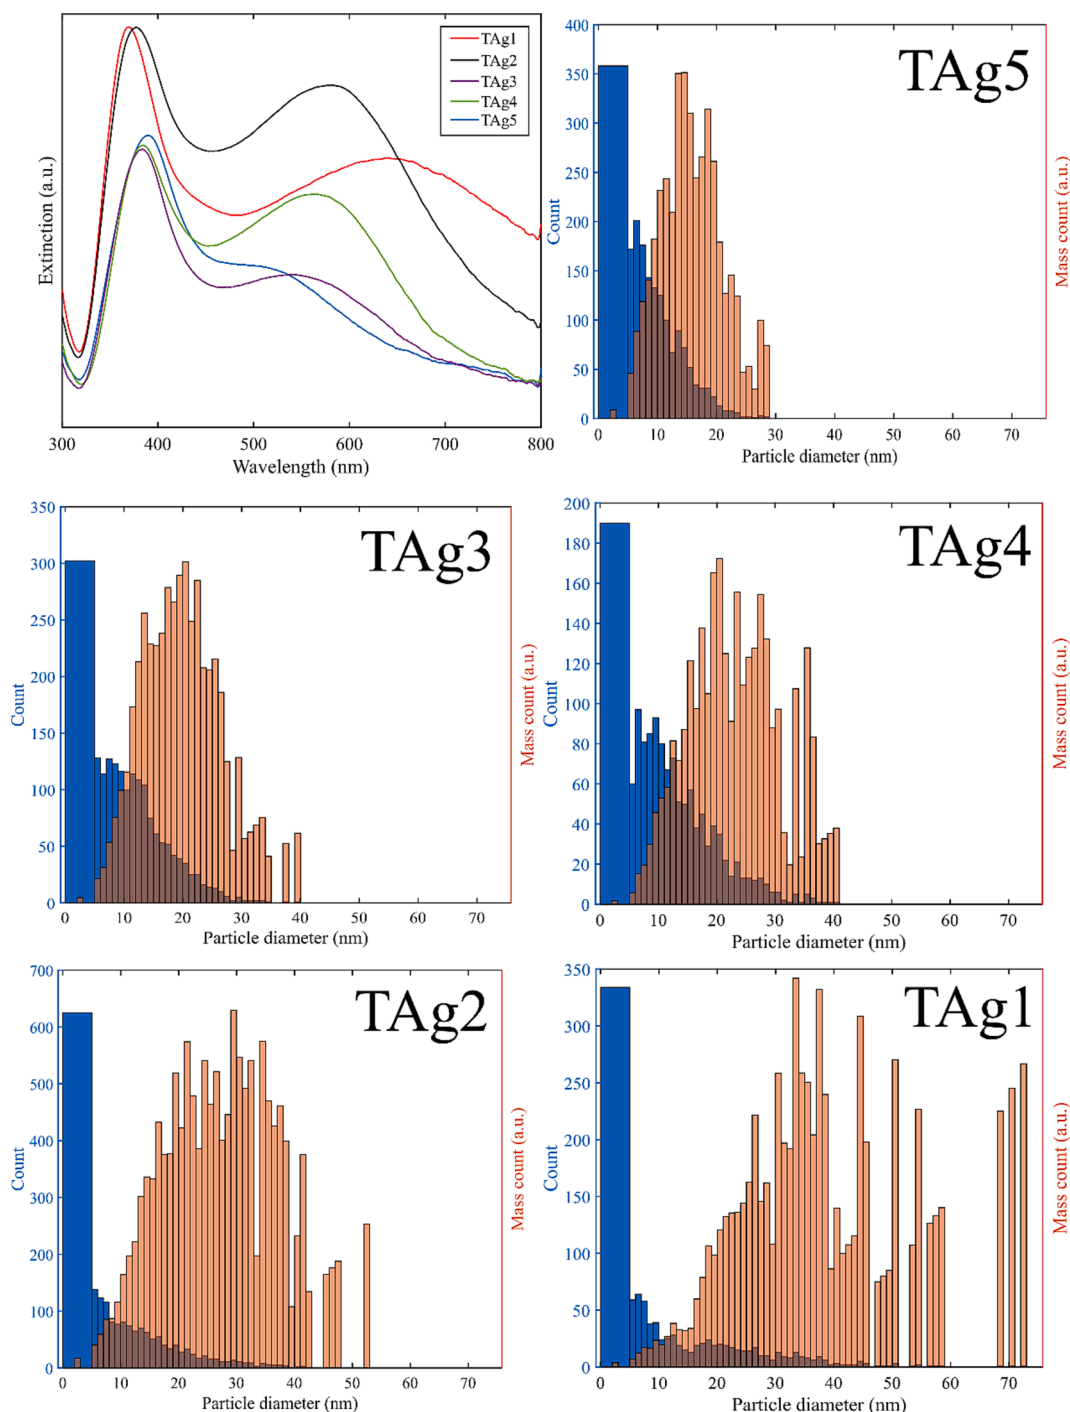 TAg1
TAg2
TAg3
TAg4
TAg5
Extinction (a.u.)
300 400 500 600 700 800
Wavelength (nm)
TAg5
400
350
300
250
200
150
100
50
0
Count
Mass count (a.u.)
0 10 20 30 40 50 60 70
Particle diameter (nm)
TAg3
350
300
250
200
150
100
50
0
Count
Mass count (a.u.)
0 10 20 30 40 50 60 70
Particle diameter (nm)
TAg4
200
180
160
140
120
100
80
60
40
20
0
Count
Mass count (a.u.)
0 10 20 30 40 50 60 70
Particle diameter (nm)
TAg2
700
600
500
400
300
200
100
0
Count
Mass count (a.u.)
0 10 20 30 40 50 60 70
Particle diameter (nm)
TAg1
350
300
250
200
150
100
50
0
Count
Mass count (a.u.)
0 10 20 30 40 50 60 70
Particle diameter (nm)